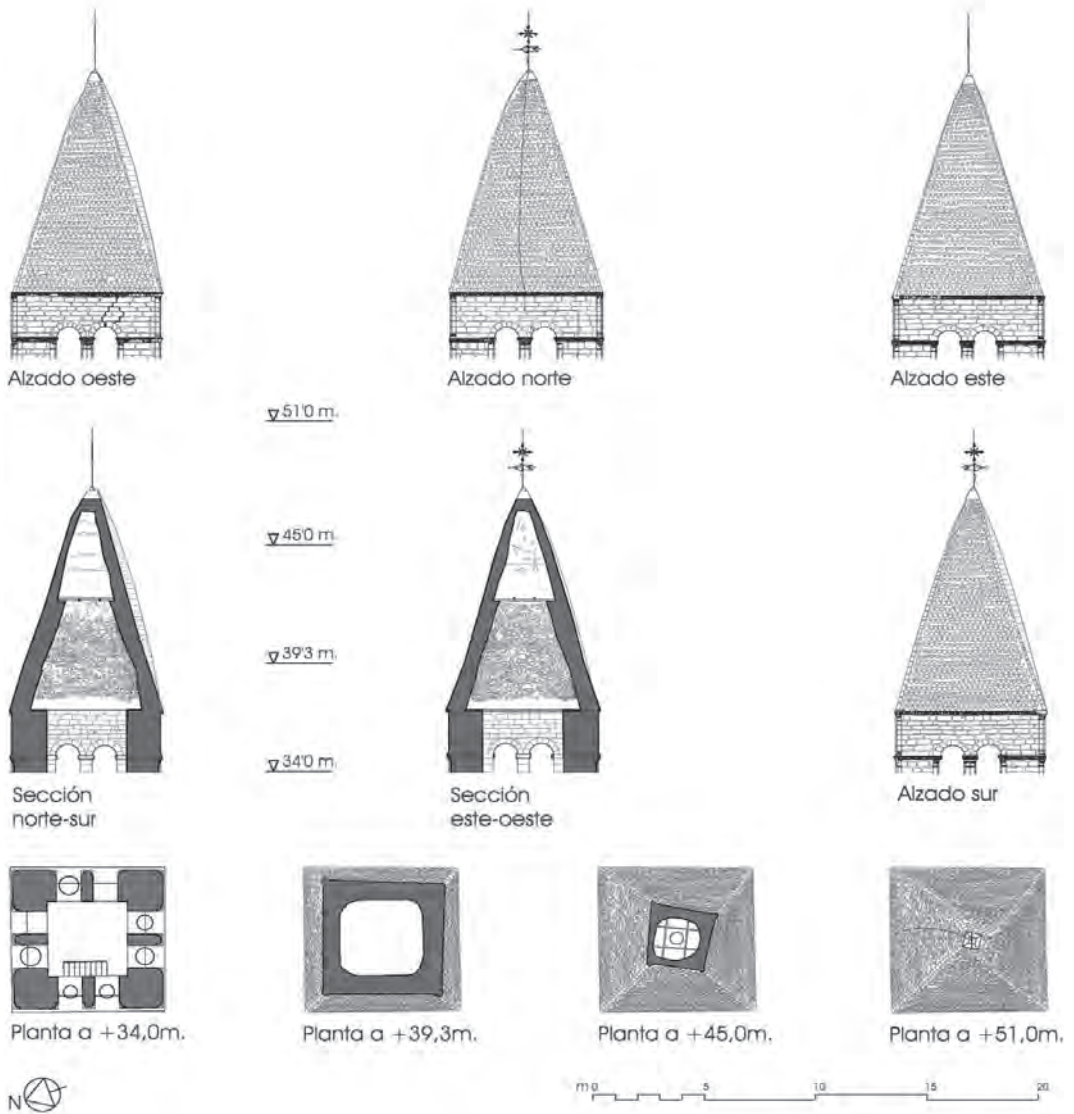 Alzado oeste
Alzado norte
Alzado este
51'0 m.
45'0 m.
39'3 m.
34'0 m.
Sección
norte-sur
Sección
este-oeste
Alzado sur
Planta a +34,0m.
Planta a +39,3m.
Planta a +45,0m.
Planta a +51,0m.
N
m 0 5 10 15 20